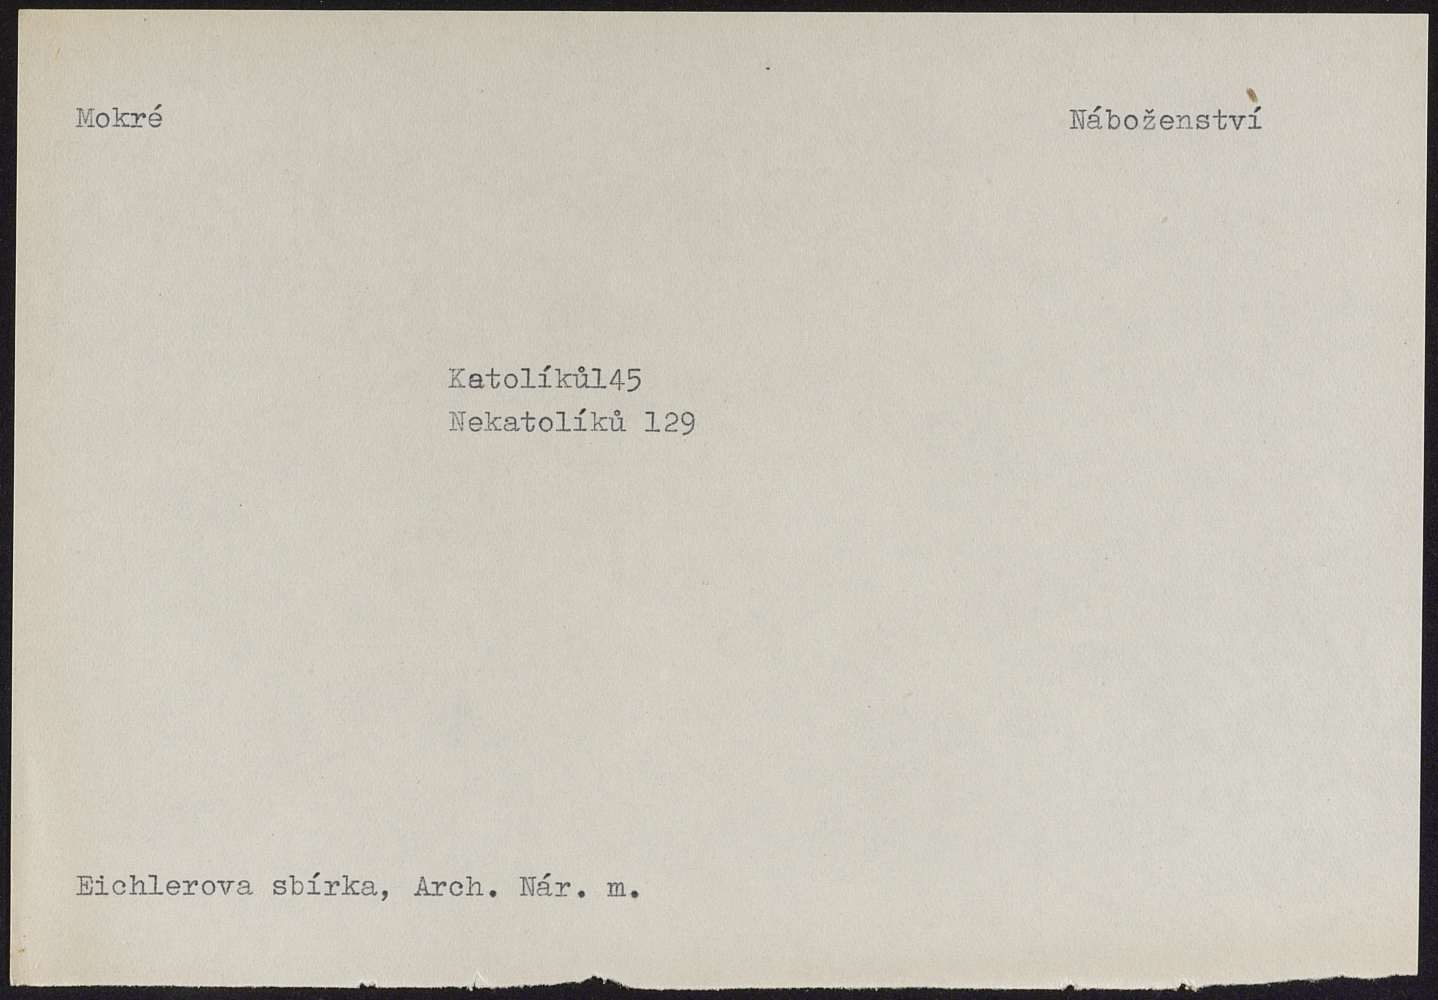 Mokré Náboženství
Katolíků145
Nekatolíků 129
Eichlerova sbírka, Arch. Nár. m.